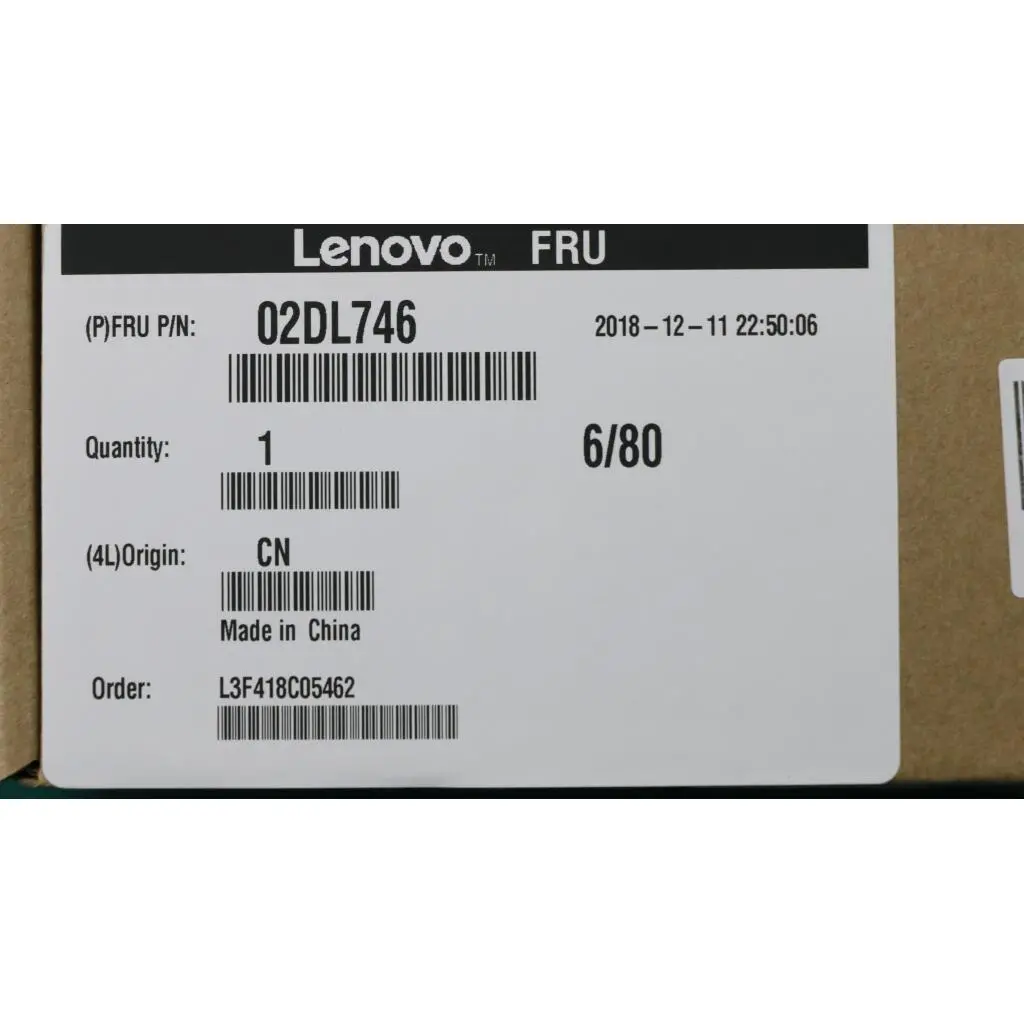 Lenovo™ FRU
(P)FRU P/N: 02DL746 2018-12-11 22:50:06
Quantity: 1 6/80
(4L)Origin: CN
Made in China
Order: L3F418C05462